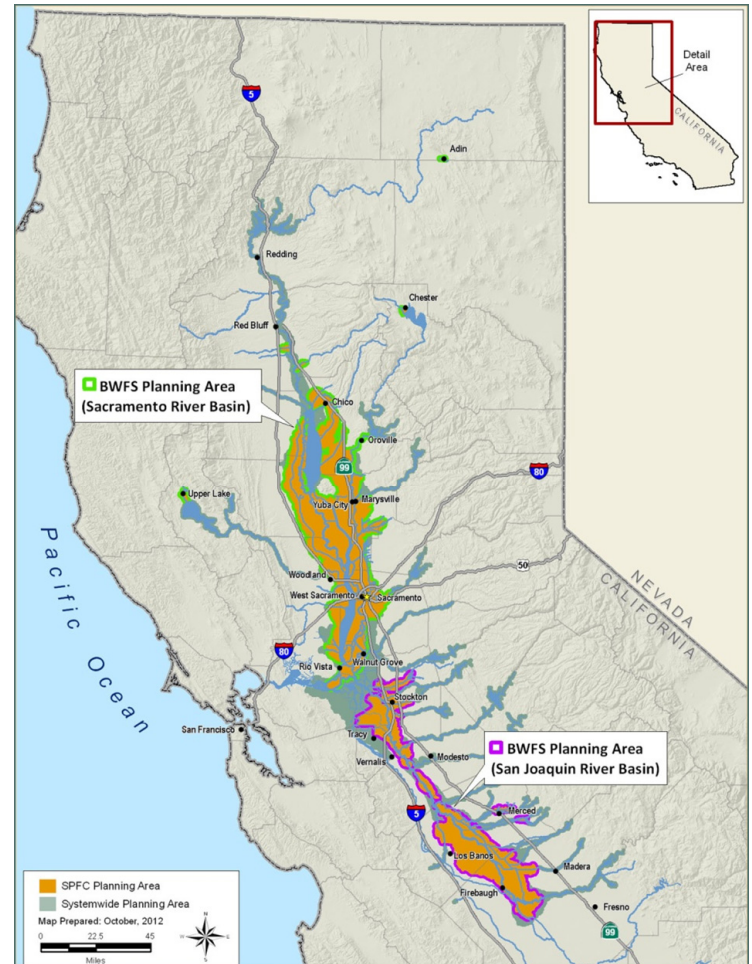 Detail
Area
CALIFORNIA
5
Adin
Redding
Chester
Red Bluff
BWFS Planning Area
(Sacramento River Basin)
Chico
Oroville
99
80
Upper Lake
Yuba City
Marysville
Pacific Ocean
50
Woodland
West Sacramento
Sacramento
NEVADA
CALIFORNIA
80
Rio Vista
Walnut Grove
Stockton
San Francisco
Tracy
Vernalis
Modesto
BWFS Planning Area
(San Joaquin River Basin)
5
Merced
Los Banos
Madera
Firebaugh
Fresno
99
SPFC Planning Area
Systemwide Planning Area
Map Prepared: October, 2012
0 22.5 45
Miles
N
W E
S